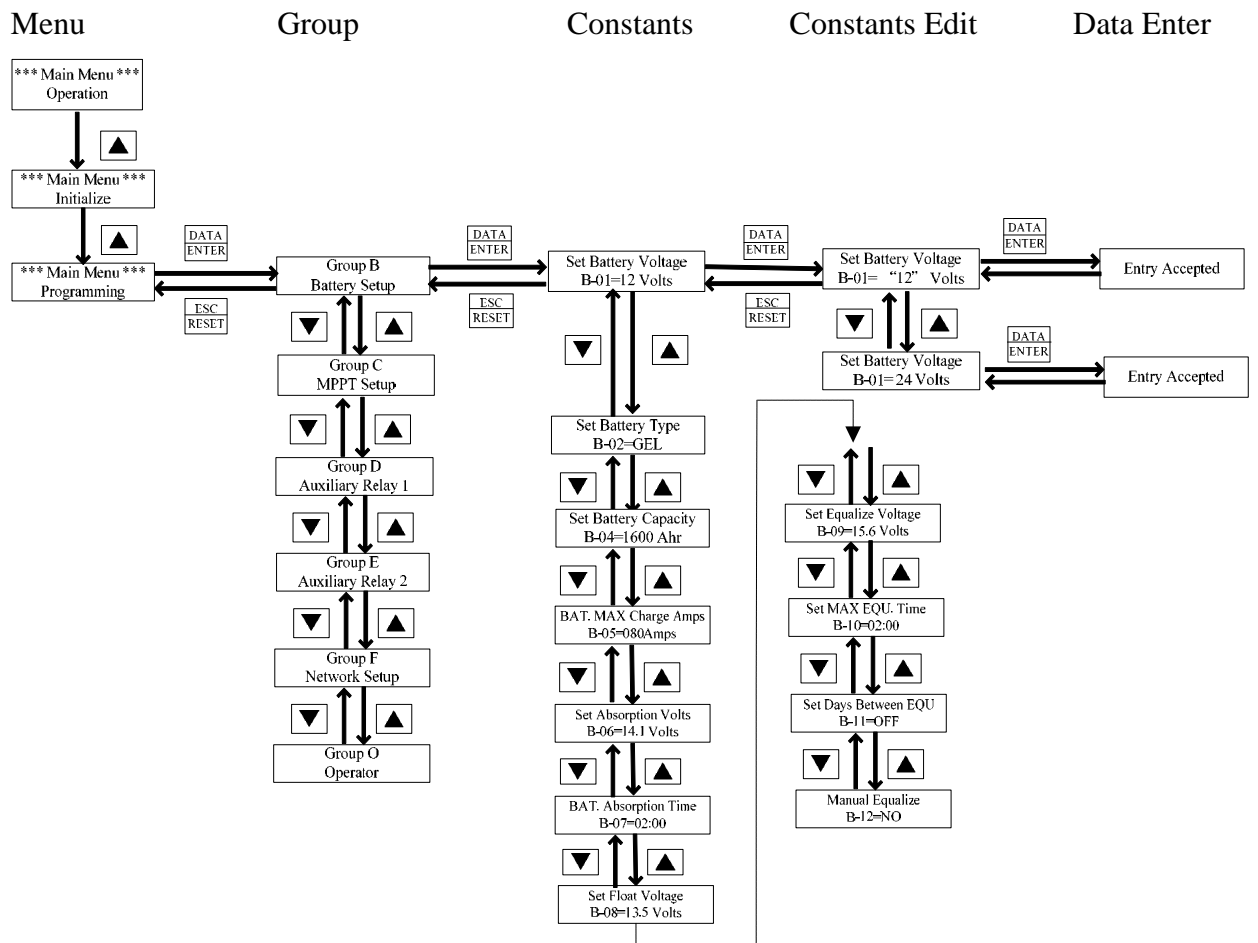 Menu
Group
Constants
Constants Edit
Data Enter
*** Main Menu ***
Operation
*** Main Menu ***
Initialize
*** Main Menu ***
Programming
DATA
ENTER
ESC
RESET
Group B
Battery Setup
Group C
MPPT Setup
Group D
Auxiliary Relay 1
Group E
Auxiliary Relay 2
Group F
Network Setup
Group O
Operator
DATA
ENTER
ESC
RESET
Set Battery Voltage
B-01=12 Volts
Set Battery Type
B-02=GEL
Set Battery Capacity
B-04=1600 Ahr
BAT. MAX Charge Amps
B-05=080Amps
Set Absorption Volts
B-06=14.1 Volts
BAT. Absorption Time
B-07=02:00
Set Float Voltage
B-08=13.5 Volts
DATA
ENTER
ESC
RESET
Set Battery Voltage
B-01= “12” Volts
Set Battery Voltage
B-01=24 Volts
Set Equalize Voltage
B-09=15.6 Volts
Set MAX EQU. Time
B-10=02:00
Set Days Between EQU
B-11=OFF
Manual Equalize
B-12=NO
DATA
ENTER
Entry Accepted
DATA
ENTER
Entry Accepted